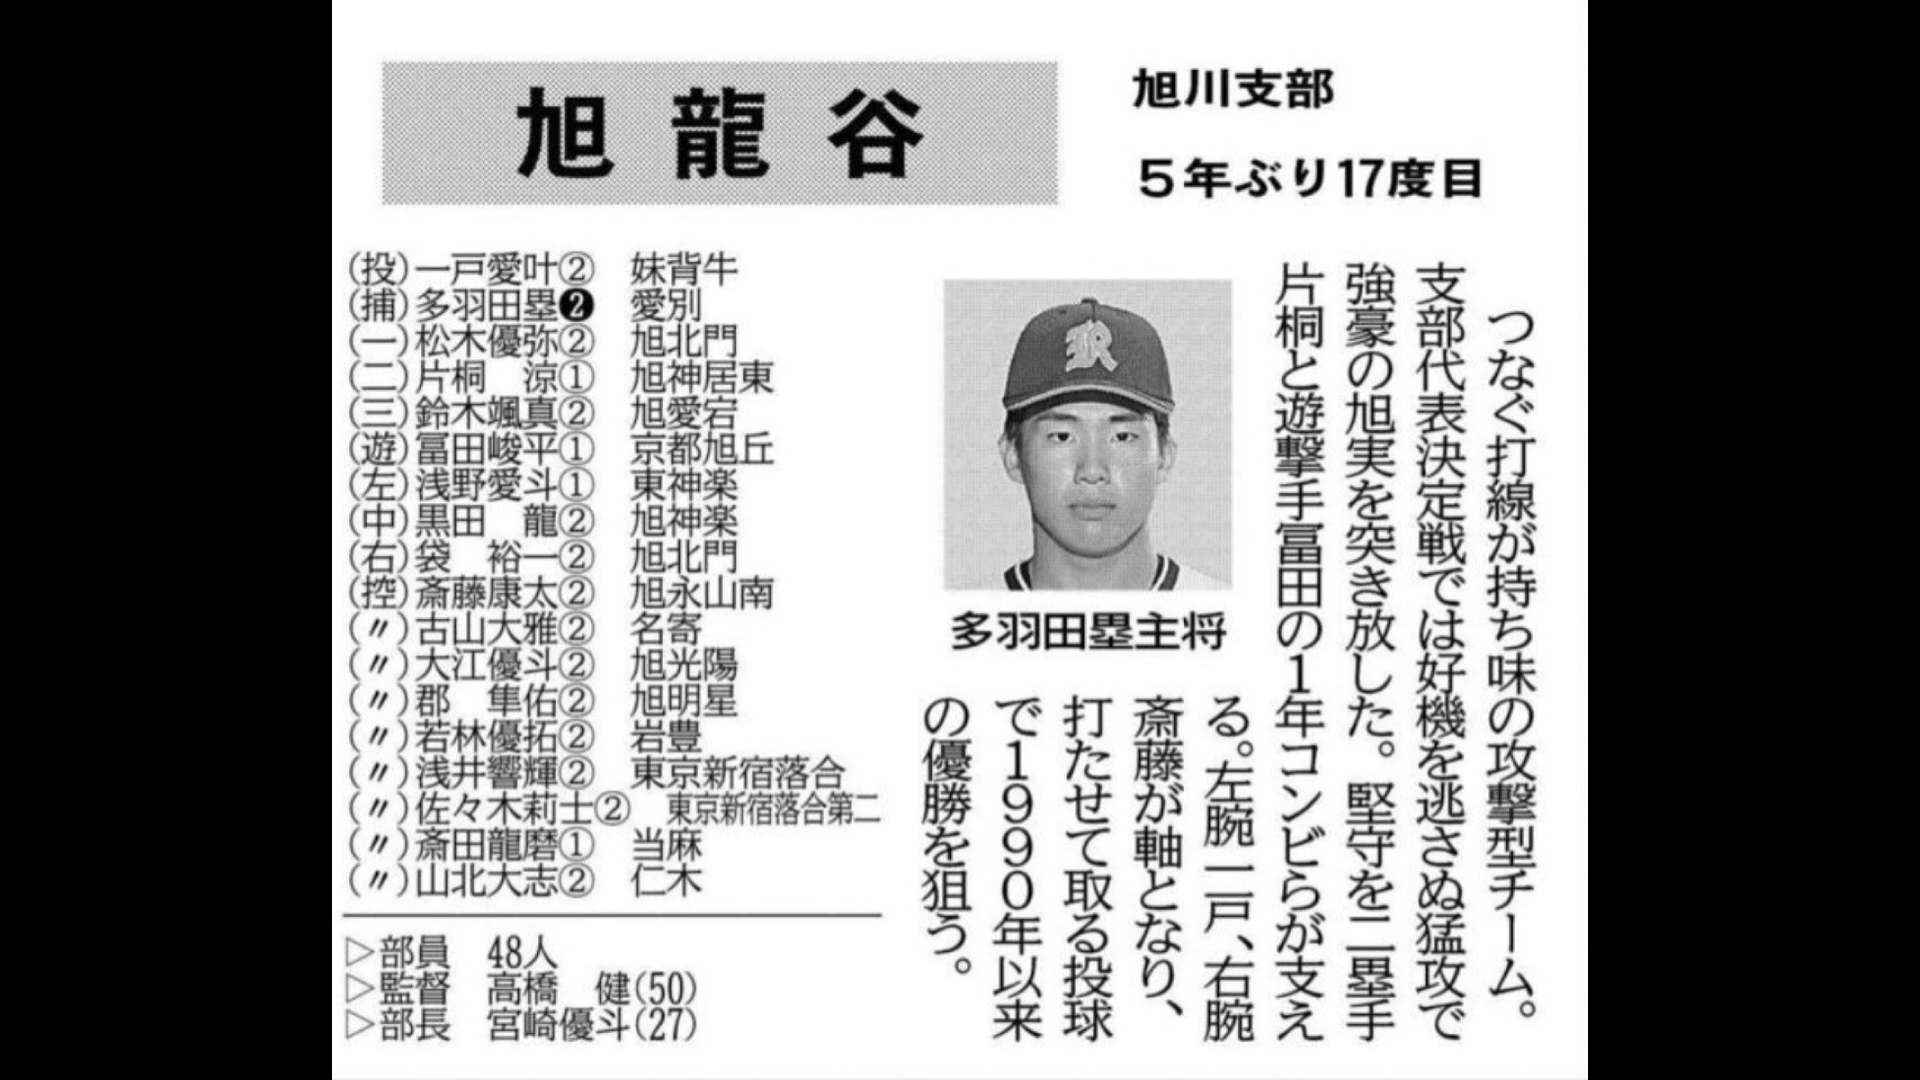 旭龍谷
旭川支部
5年ぶり17度目
(投)一戸愛叶② 妹背牛
(捕)多羽田塁❷ 愛別
(一)松木優弥② 旭北門
(二)片桐　涼① 旭神居東
(三)鈴木颯真② 旭愛宕
(遊)冨田峻平① 京都旭丘
(左)浅野愛斗① 東神楽
(中)黒田　龍② 旭神楽
(右)袋　裕一② 旭北門
(控)斎藤康太② 旭永山南
(〃)古山大雅② 名寄
(〃)大江優斗② 旭光陽
(〃)郡　隼佑② 旭明星
(〃)若林優拓② 岩豊
(〃)浅井響輝② 東京新宿落合
(〃)佐々木莉士② 東京新宿落合第二
(〃)斎田龍磨① 当麻
(〃)山北大志② 仁木
▷部員　48人
▷監督　高橋　健(50)
▷部長　宮崎優斗(27)
多羽田塁主将
つなぐ打線が持ち味の攻撃型チーム。
支部代表決定戦では好機を逃さぬ猛攻で
強豪の旭実を突き放した。堅守を二塁手
片桐と遊撃手冨田の1年コンビらが支え
る。左腕一戸、右腕
斎藤が軸となり、
打たせて取る投球
で1990年以来
の優勝を狙う。